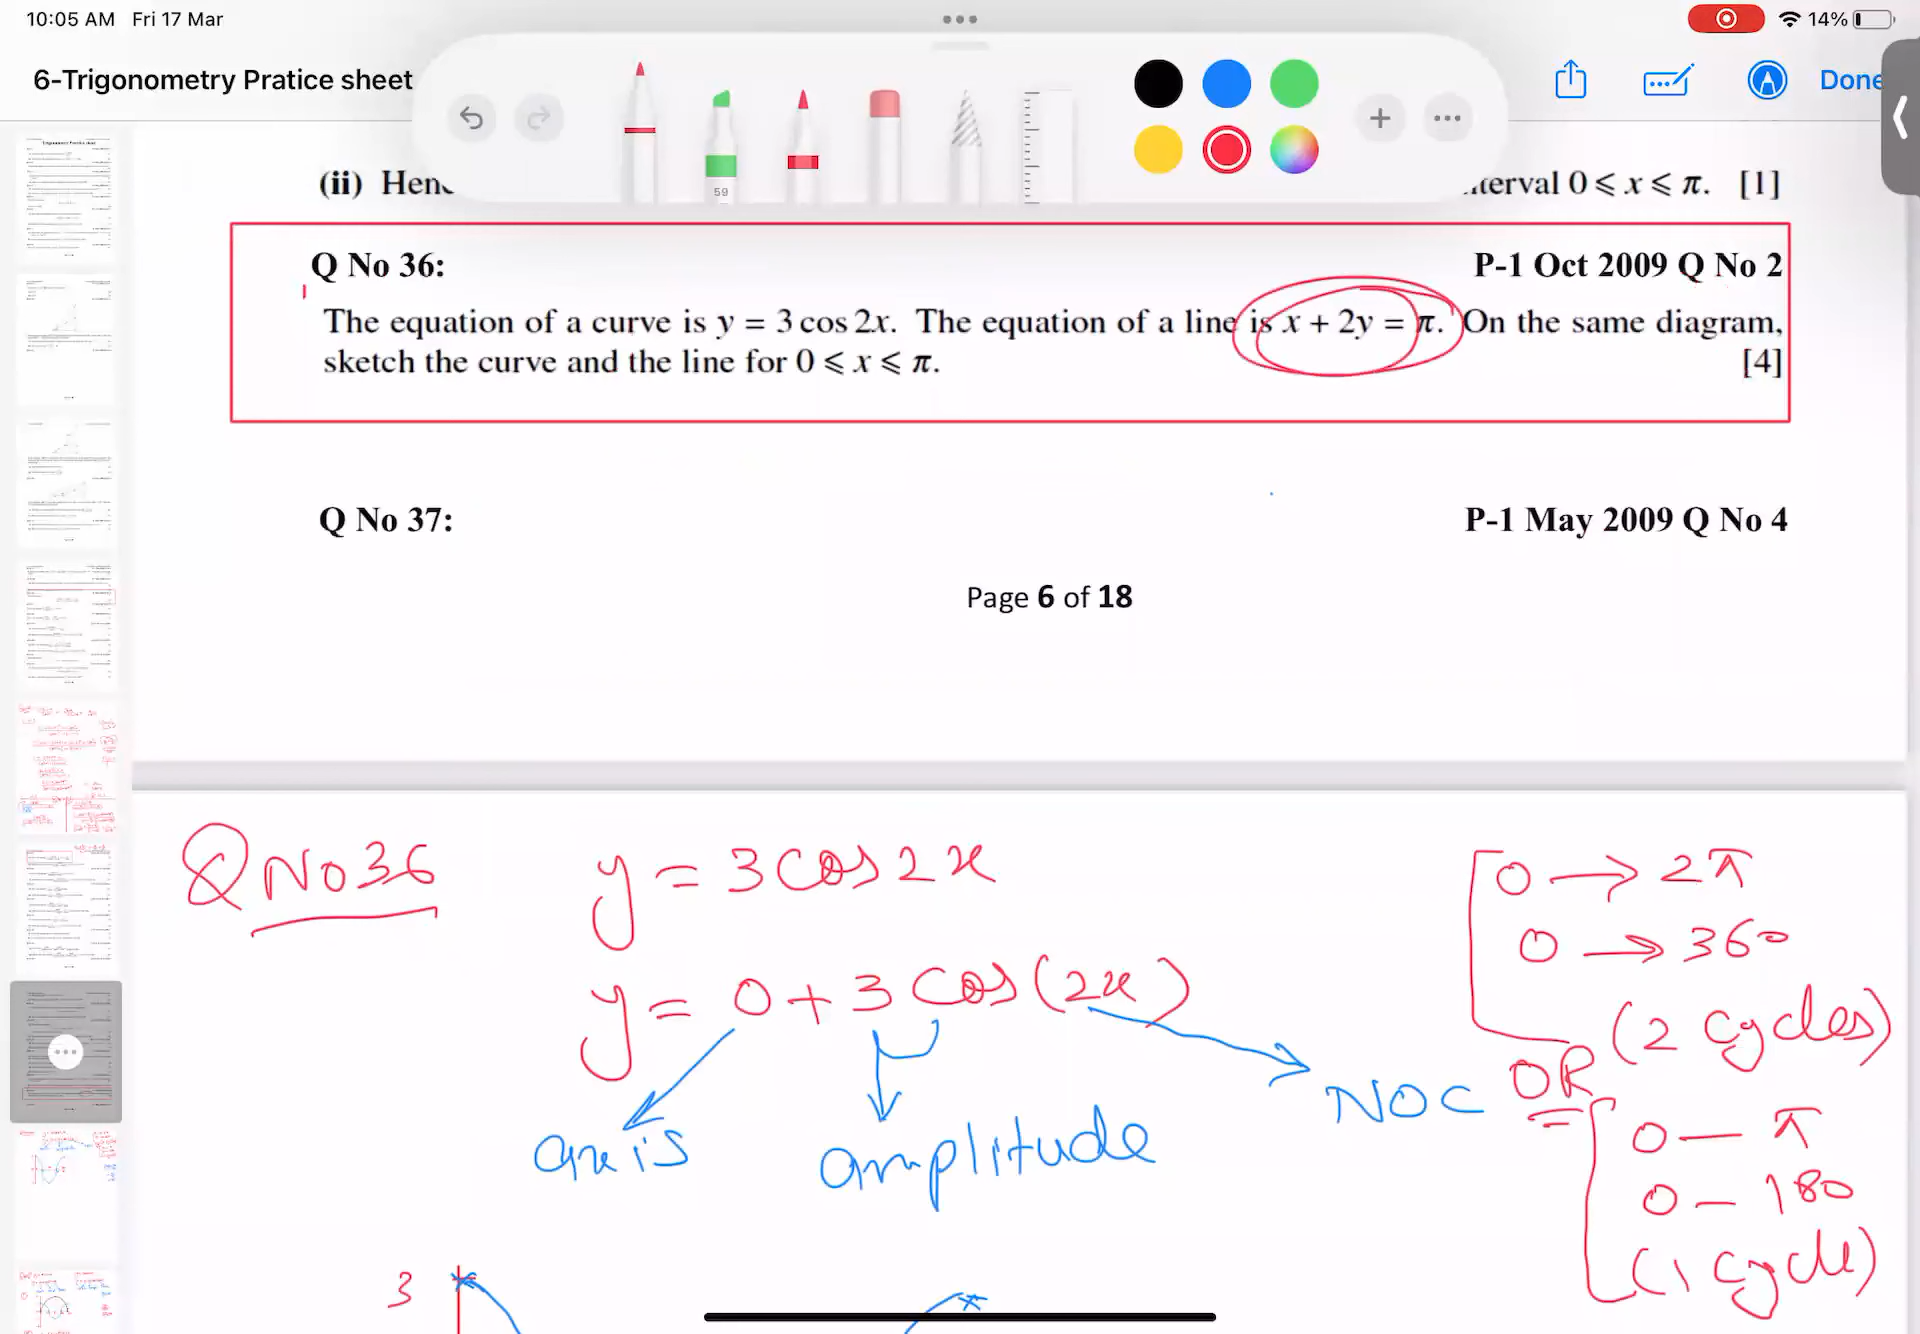 10:05 AM Fri 17 Mar
14%
6-Trigonometry Pratice sheet
59
Done
(ii) Hen
terval 0 ⩽ x ⩽ π. [1]
Q No 36: P-1 Oct 2009 Q No 2
The equation of a curve is y = 3 cos 2x. The equation of a line is x + 2y = π. On the same diagram,
sketch the curve and the line for 0 ⩽ x ⩽ π. [4]
Q No 37: P-1 May 2009 Q No 4
Page 6 of 18
Q No 36
y = 3 Cos 2x
y = 0 + 3 Cos (2x)
axis
amplitude
NOC
0 → 2π
0 → 360
(2 cycles)
OR
0 — π
0 — 180
(1 cycle)
3